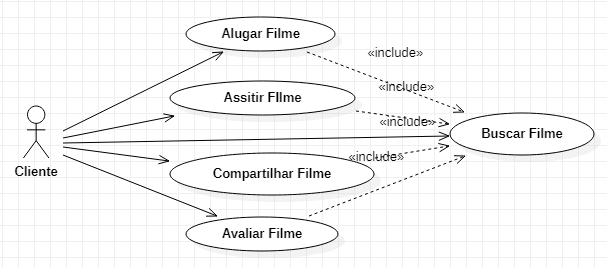 Alugar Filme
«include»
«include»
Assitir FIlme
«include»
Buscar Filme
«include»
Cliente
Compartilhar Filme
Avaliar Filme